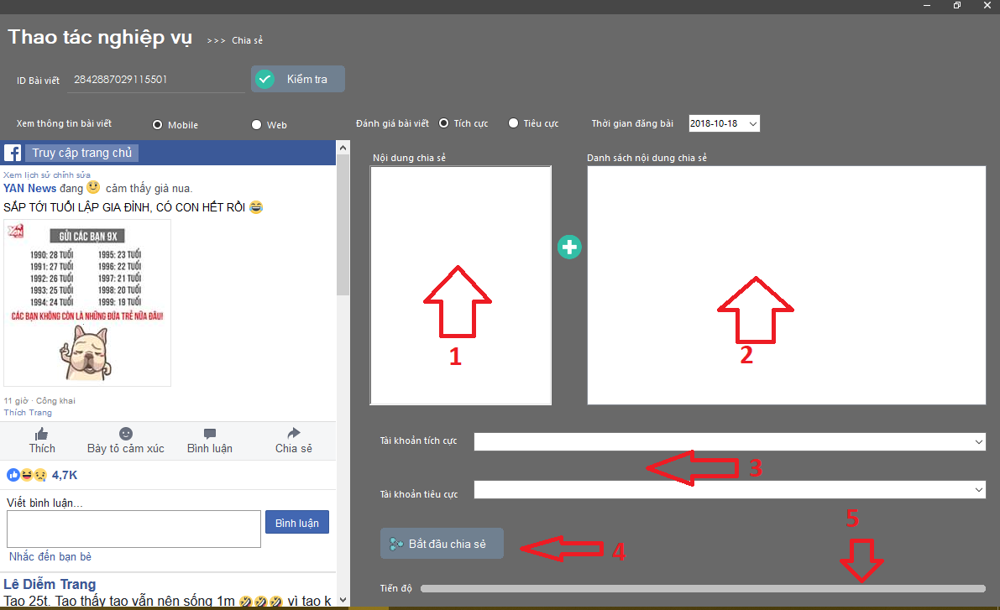 Thao tác nghiệp vụ >>> Chia sẻ
ID Bài viết 2842887029115501 Kiểm tra
Xem thông tin bài viết Mobile Web Đánh giá bài viết Tích cực Tiêu cực Thời gian đăng bài 2018-10-18
Truy cập trang chủ
Xem lịch sử chỉnh sửa
YAN News đang 🙂 cảm thấy già nua.
SẮP TỚI TUỔI LẬP GIA ĐÌNH, CÓ CON HẾT RỒI 😂
YAN
GỬI CÁC BẠN 9X
1990: 28 TUỔI 1995: 23 TUỔI
1991: 27 TUỔI 1996: 22 TUỔI
1992: 26 TUỔI 1997: 21 TUỔI
1993: 25 TUỔI 1998: 20 TUỔI
1994: 24 TUỔI 1999: 19 TUỔI
CÁC BẠN KHÔNG CÒN LÀ NHỮNG ĐỨA TRẺ NỮA ĐÂU!
11 giờ · Công khai
Thích Trang
Thích Bày tỏ cảm xúc Bình luận Chia sẻ
4,7K
Viết bình luận...
Bình luận
Nhắc đến bạn bè
Lê Diễm Trang
Tao 25t. Tao thấy tao vẫn nên sống 1m 🤣🤣🤣 vì tao k
Nội dung chia sẻ
1
Danh sách nội dung chia sẻ
2
Tài khoản tích cực
3
Tài khoản tiêu cực
Bắt đầu chia sẻ
4
5
Tiến độ